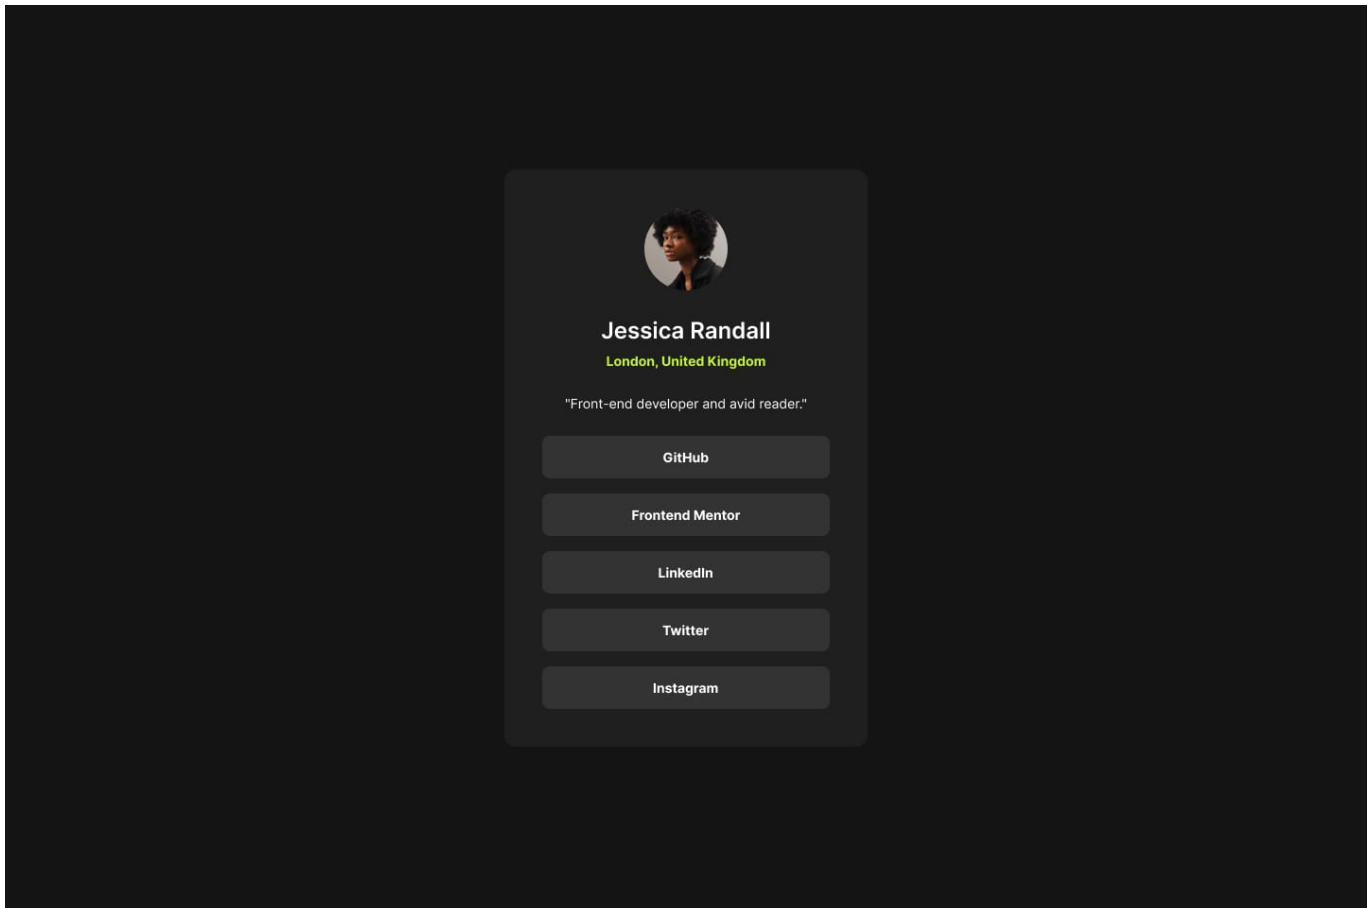 Jessica Randall
London, United Kingdom
"Front-end developer and avid reader."
GitHub
Frontend Mentor
LinkedIn
Twitter
Instagram